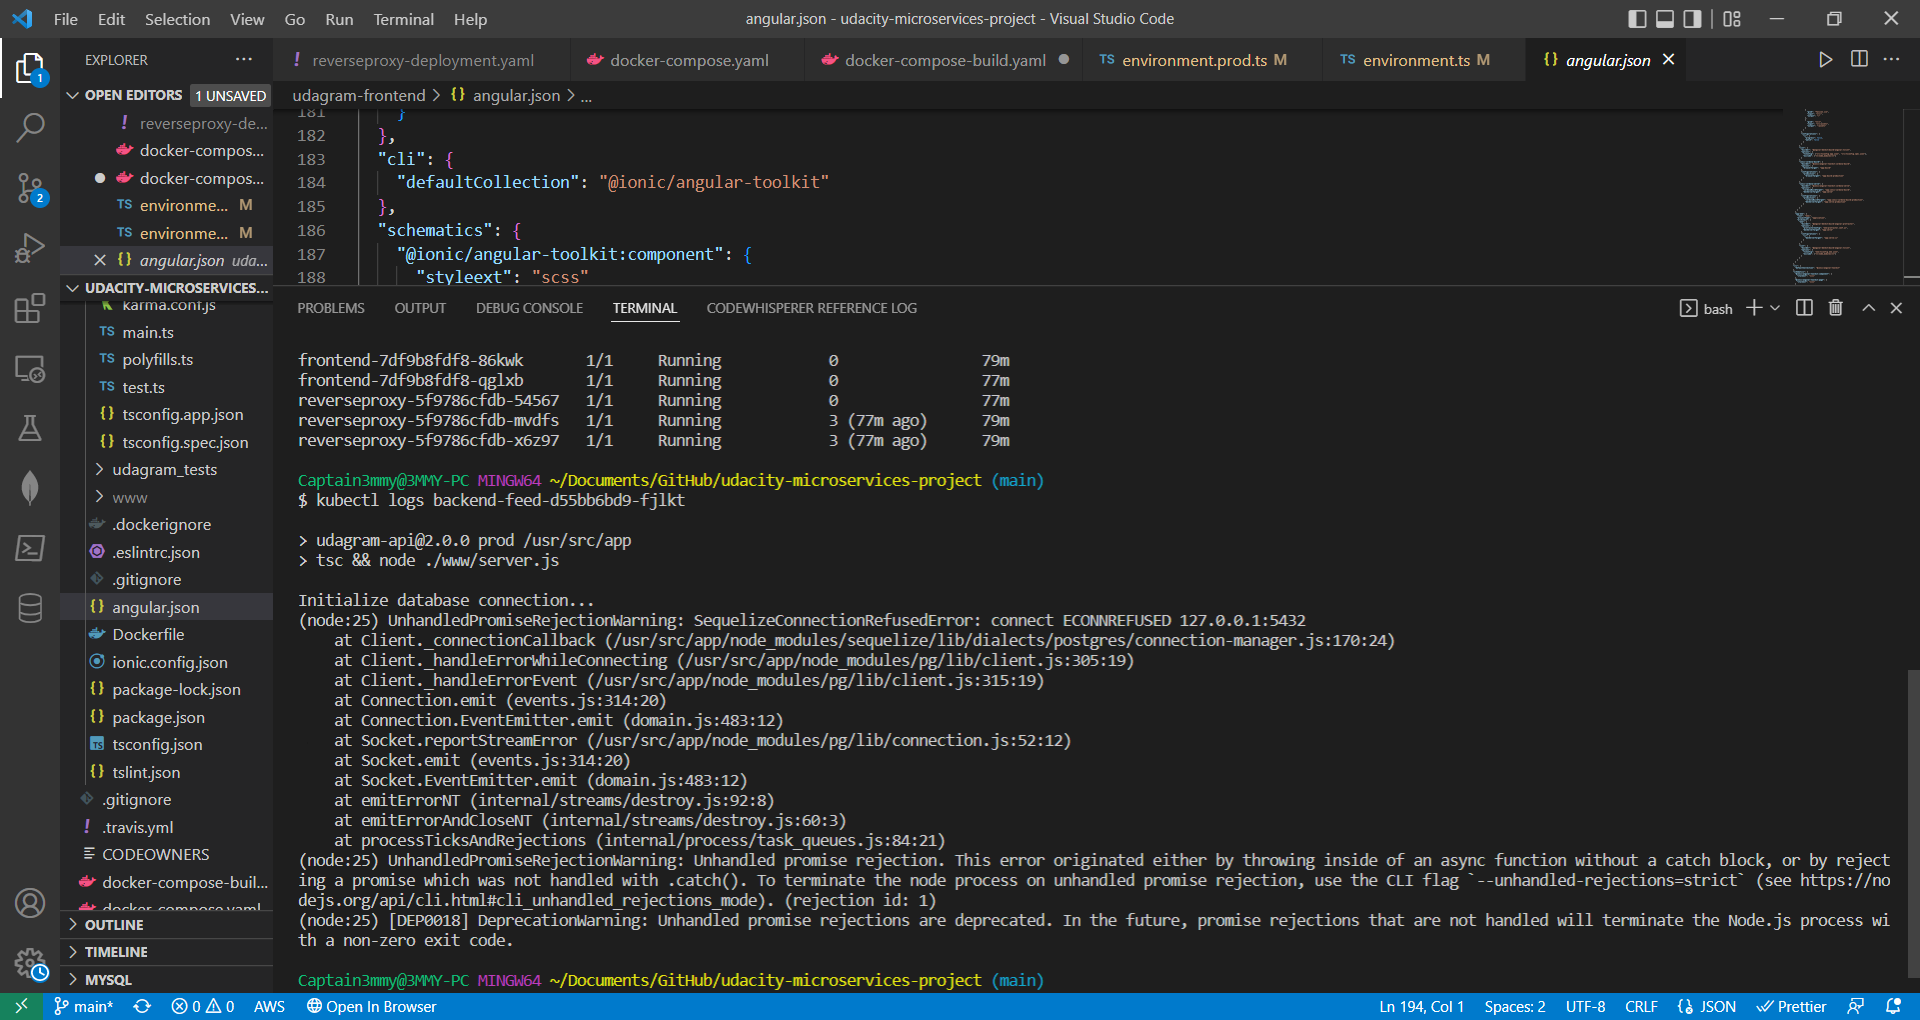 File Edit Selection View Go Run Terminal Help
angular.json - udacity-microservices-project - Visual Studio Code
EXPLORER
! reverseproxy-deployment.yaml
docker-compose.yaml
docker-compose-build.yaml
TS environment.prod.ts M
TS environment.ts M
{} angular.json
OPEN EDITORS 1 UNSAVED
! reverseproxy-de...
docker-compos...
docker-compos...
TS environme... M
TS environme... M
{} angular.json uda...
UDACITY-MICROSERVICES...
karma.conf.js
TS main.ts
TS polyfills.ts
TS test.ts
{} tsconfig.app.json
{} tsconfig.spec.json
udagram_tests
www
.dockerignore
.eslintrc.json
.gitignore
{} angular.json
Dockerfile
ionic.config.json
{} package-lock.json
{} package.json
TS tsconfig.json
{} tslint.json
.gitignore
! .travis.yml
CODEOWNERS
docker-compose-buil...
docker-compose.yaml
OUTLINE
TIMELINE
MYSQL
1
2
udagram-frontend > {} angular.json > ...
181 }
182 },
183 "cli": {
184 "defaultCollection": "@ionic/angular-toolkit"
185 },
186 "schematics": {
187 "@ionic/angular-toolkit:component": {
188 "styleext": "scss"
PROBLEMS OUTPUT DEBUG CONSOLE TERMINAL CODEWHISPERER REFERENCE LOG
bash
frontend-7df9b8fdf8-86kwk 1/1 Running 0 79m
frontend-7df9b8fdf8-qglxb 1/1 Running 0 77m
reverseproxy-5f9786cfdb-54567 1/1 Running 0 77m
reverseproxy-5f9786cfdb-mvdfs 1/1 Running 3 (77m ago) 79m
reverseproxy-5f9786cfdb-x6z97 1/1 Running 3 (77m ago) 79m
Captain3mmy@3MMY-PC MINGW64 ~/Documents/GitHub/udacity-microservices-project (main)
$ kubectl logs backend-feed-d55bb6bd9-fjlkt
> udagram-api@2.0.0 prod /usr/src/app
> tsc && node ./www/server.js
Initialize database connection...
(node:25) UnhandledPromiseRejectionWarning: SequelizeConnectionRefusedError: connect ECONNREFUSED 127.0.0.1:5432
at Client._connectionCallback (/usr/src/app/node_modules/sequelize/lib/dialects/postgres/connection-manager.js:170:24)
at Client._handleErrorWhileConnecting (/usr/src/app/node_modules/pg/lib/client.js:305:19)
at Client._handleErrorEvent (/usr/src/app/node_modules/pg/lib/client.js:315:19)
at Connection.emit (events.js:314:20)
at Connection.EventEmitter.emit (domain.js:483:12)
at Socket.reportStreamError (/usr/src/app/node_modules/pg/lib/connection.js:52:12)
at Socket.emit (events.js:314:20)
at Socket.EventEmitter.emit (domain.js:483:12)
at emitErrorNT (internal/streams/destroy.js:92:8)
at emitErrorAndCloseNT (internal/streams/destroy.js:60:3)
at processTicksAndRejections (internal/process/task_queues.js:84:21)
(node:25) UnhandledPromiseRejectionWarning: Unhandled promise rejection. This error originated either by throwing inside of an async function without a catch block, or by reject
ing a promise which was not handled with .catch(). To terminate the node process on unhandled promise rejection, use the CLI flag `--unhandled-rejections=strict` (see https://no
dejs.org/api/cli.html#cli_unhandled_rejections_mode). (rejection id: 1)
(node:25) [DEP0018] DeprecationWarning: Unhandled promise rejections are deprecated. In the future, promise rejections that are not handled will terminate the Node.js process wi
th a non-zero exit code.
Captain3mmy@3MMY-PC MINGW64 ~/Documents/GitHub/udacity-microservices-project (main)
main* 0 0 AWS Open In Browser
Ln 194, Col 1 Spaces: 2 UTF-8 CRLF {} JSON Prettier